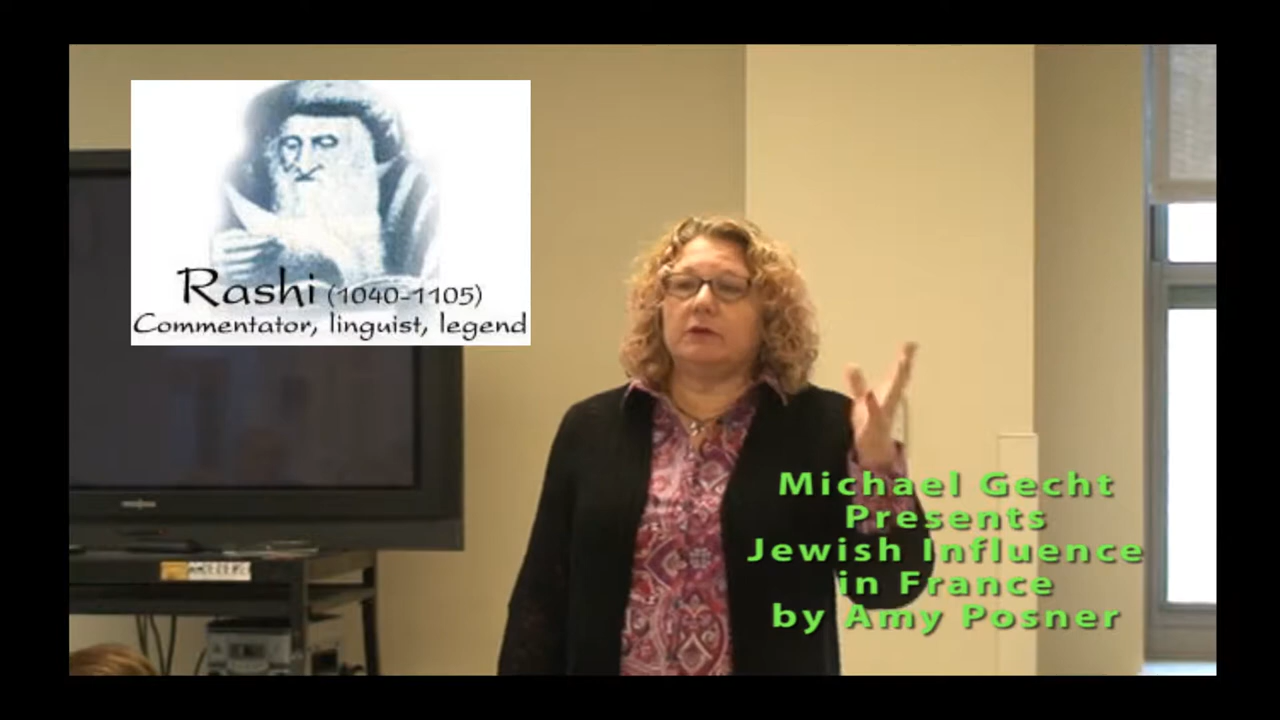 Rashi (1040-1105)
Commentator, linguist, legend
Michael Gecht
Presents
Jewish Influence
in France
by Amy Posner